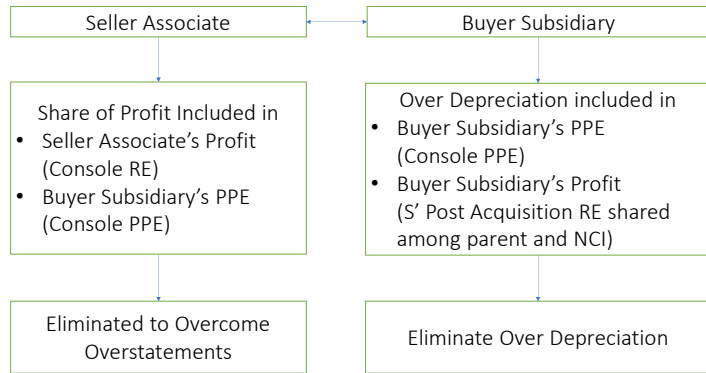 Seller Associate
Buyer Subsidiary
Share of Profit Included in
• Seller Associate's Profit
(Console RE)
• Buyer Subsidiary's PPE
(Console PPE)
Over Depreciation included in
• Buyer Subsidiary's PPE
(Console PPE)
• Buyer Subsidiary's Profit
(S' Post Acquisition RE shared
among parent and NCI)
Eliminated to Overcome
Overstatements
Eliminate Over Depreciation